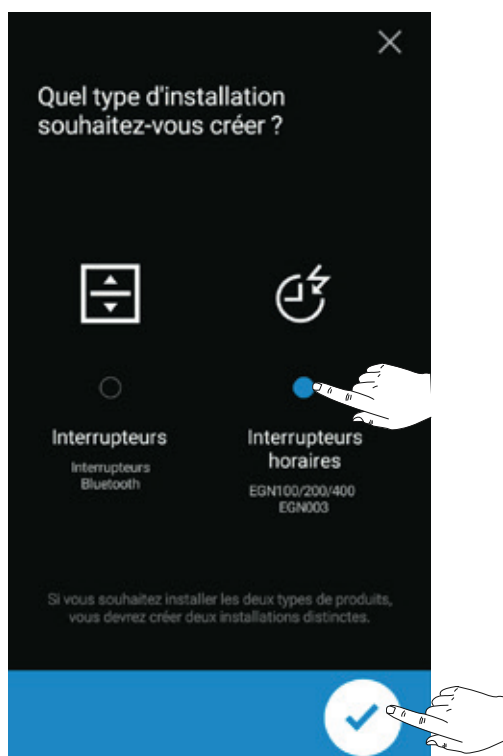 Quel type d'installation
souhaitez-vous créer ?
Interrupteurs
Interrupteurs
Bluetooth
Interrupteurs
horaires
EGN100/200/400
EGN003
Si vous souhaitez installer les deux types de produits,
vous devrez créer deux installations distinctes.